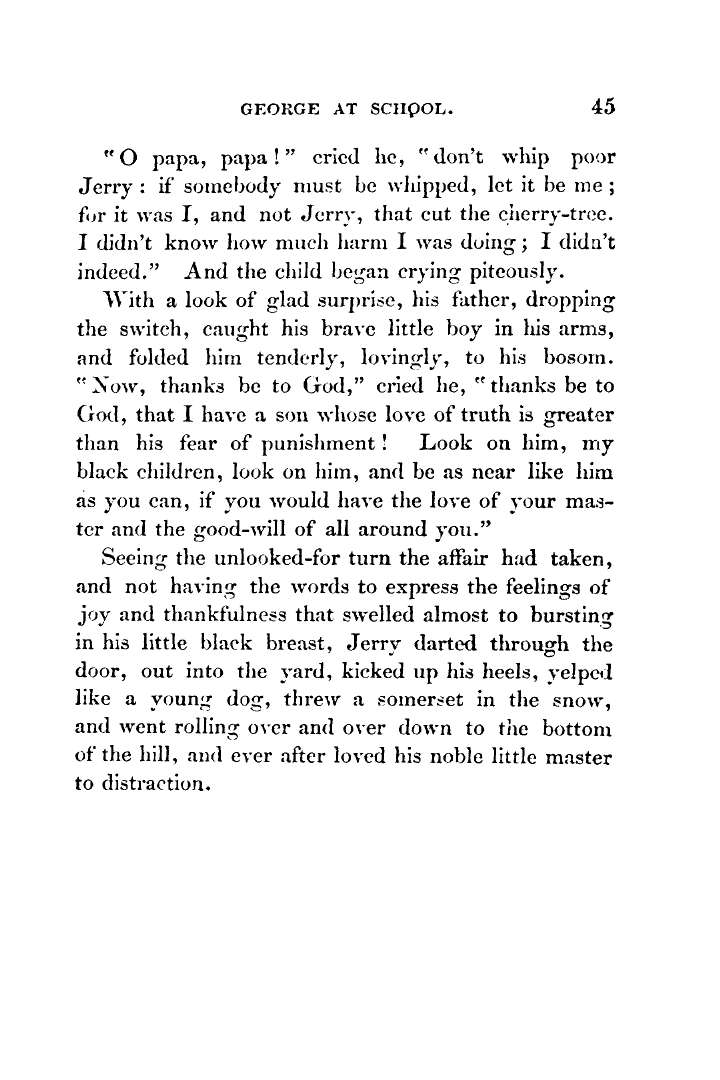 GEORGE AT SCHOOL. 45
"O papa, papa!" cried he, "don't whip poor
Jerry: if somebody must be whipped, let it be me;
for it was I, and not Jerry, that cut the cherry-tree.
I didn't know how much harm I was doing; I didn't
indeed." And the child began crying piteously.
With a look of glad surprise, his father, dropping
the switch, caught his brave little boy in his arms,
and folded him tenderly, lovingly, to his bosom.
"Now, thanks be to God," cried he, "thanks be to
God, that I have a son whose love of truth is greater
than his fear of punishment! Look on him, my
black children, look on him, and be as near like him
as you can, if you would have the love of your mas-
ter and the good-will of all around you."
Seeing the unlooked-for turn the affair had taken,
and not having the words to express the feelings of
joy and thankfulness that swelled almost to bursting
in his little black breast, Jerry darted through the
door, out into the yard, kicked up his heels, yelped
like a young dog, threw a somerset in the snow,
and went rolling over and over down to the bottom
of the hill, and ever after loved his noble little master
to distraction.